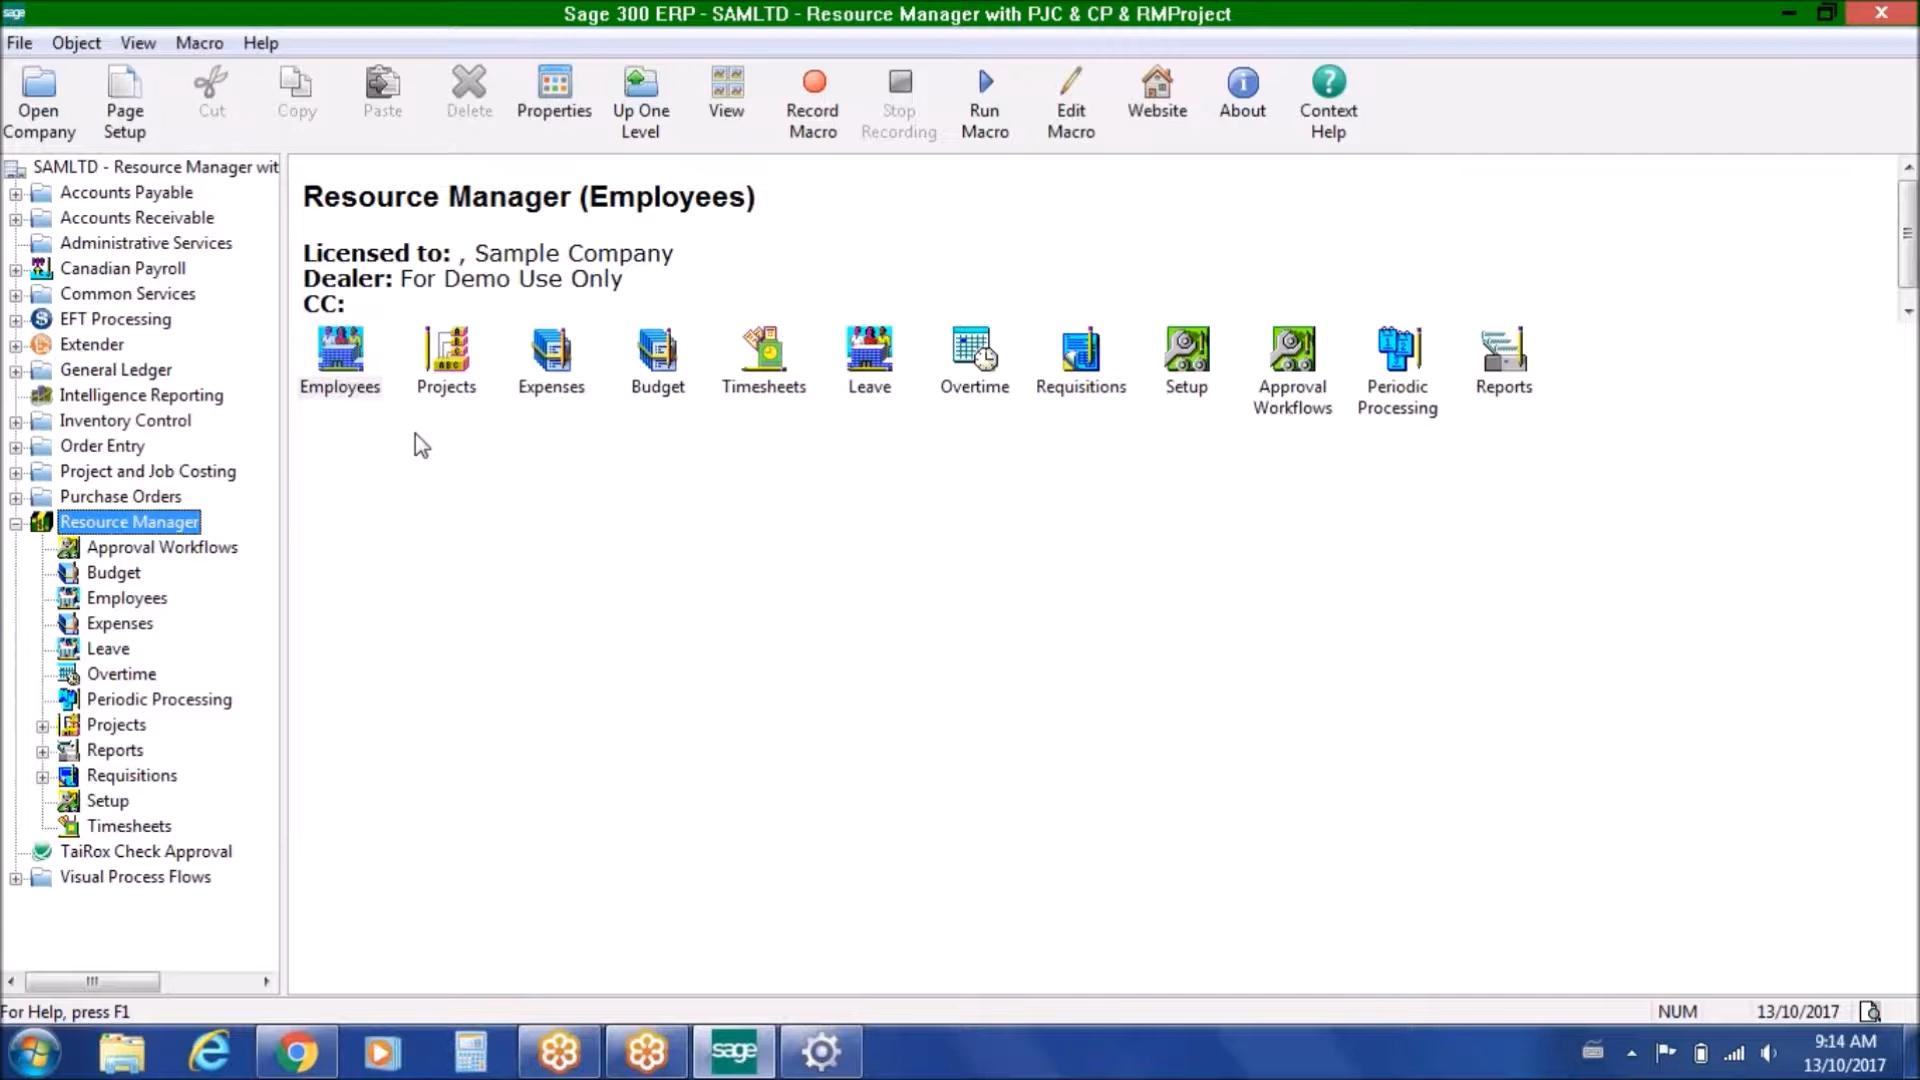 sage
Sage 300 ERP - SAMLTD - Resource Manager with PJC & CP & RMProject
File Object View Macro Help
Open Company
Page Setup
Cut
Copy
Paste
Delete
Properties
Up One Level
View
Record Macro
Stop Recording
Run Macro
Edit Macro
Website
About
Context Help
SAMLTD - Resource Manager wit
Accounts Payable
Accounts Receivable
Administrative Services
Canadian Payroll
Common Services
EFT Processing
Extender
General Ledger
Intelligence Reporting
Inventory Control
Order Entry
Project and Job Costing
Purchase Orders
Resource Manager
Approval Workflows
Budget
Employees
Expenses
Leave
Overtime
Periodic Processing
Projects
Reports
Requisitions
Setup
Timesheets
TaiRox Check Approval
Visual Process Flows
Resource Manager (Employees)
Licensed to: , Sample Company
Dealer: For Demo Use Only
CC:
Employees
Projects
Expenses
Budget
Timesheets
Leave
Overtime
Requisitions
Setup
Approval Workflows
Periodic Processing
Reports
For Help, press F1
NUM
13/10/2017
sage
9:14 AM
13/10/2017